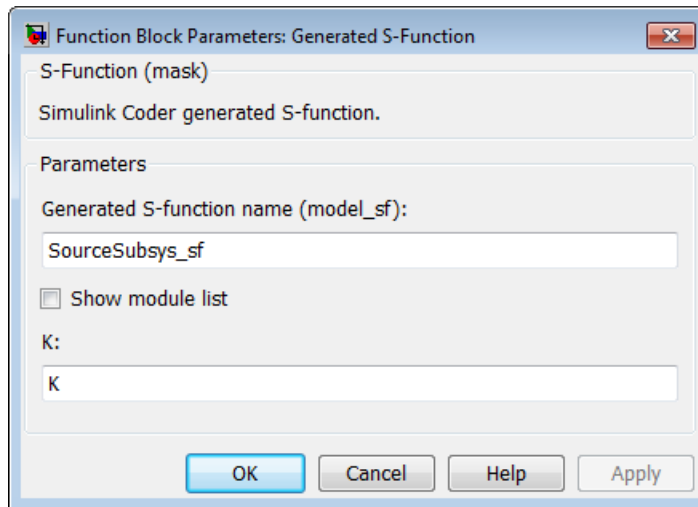 Function Block Parameters: Generated S-Function
S-Function (mask)
Simulink Coder generated S-function.
Parameters
Generated S-function name (model_sf):
SourceSubsys_sf
Show module list
K:
K
OK Cancel Help Apply